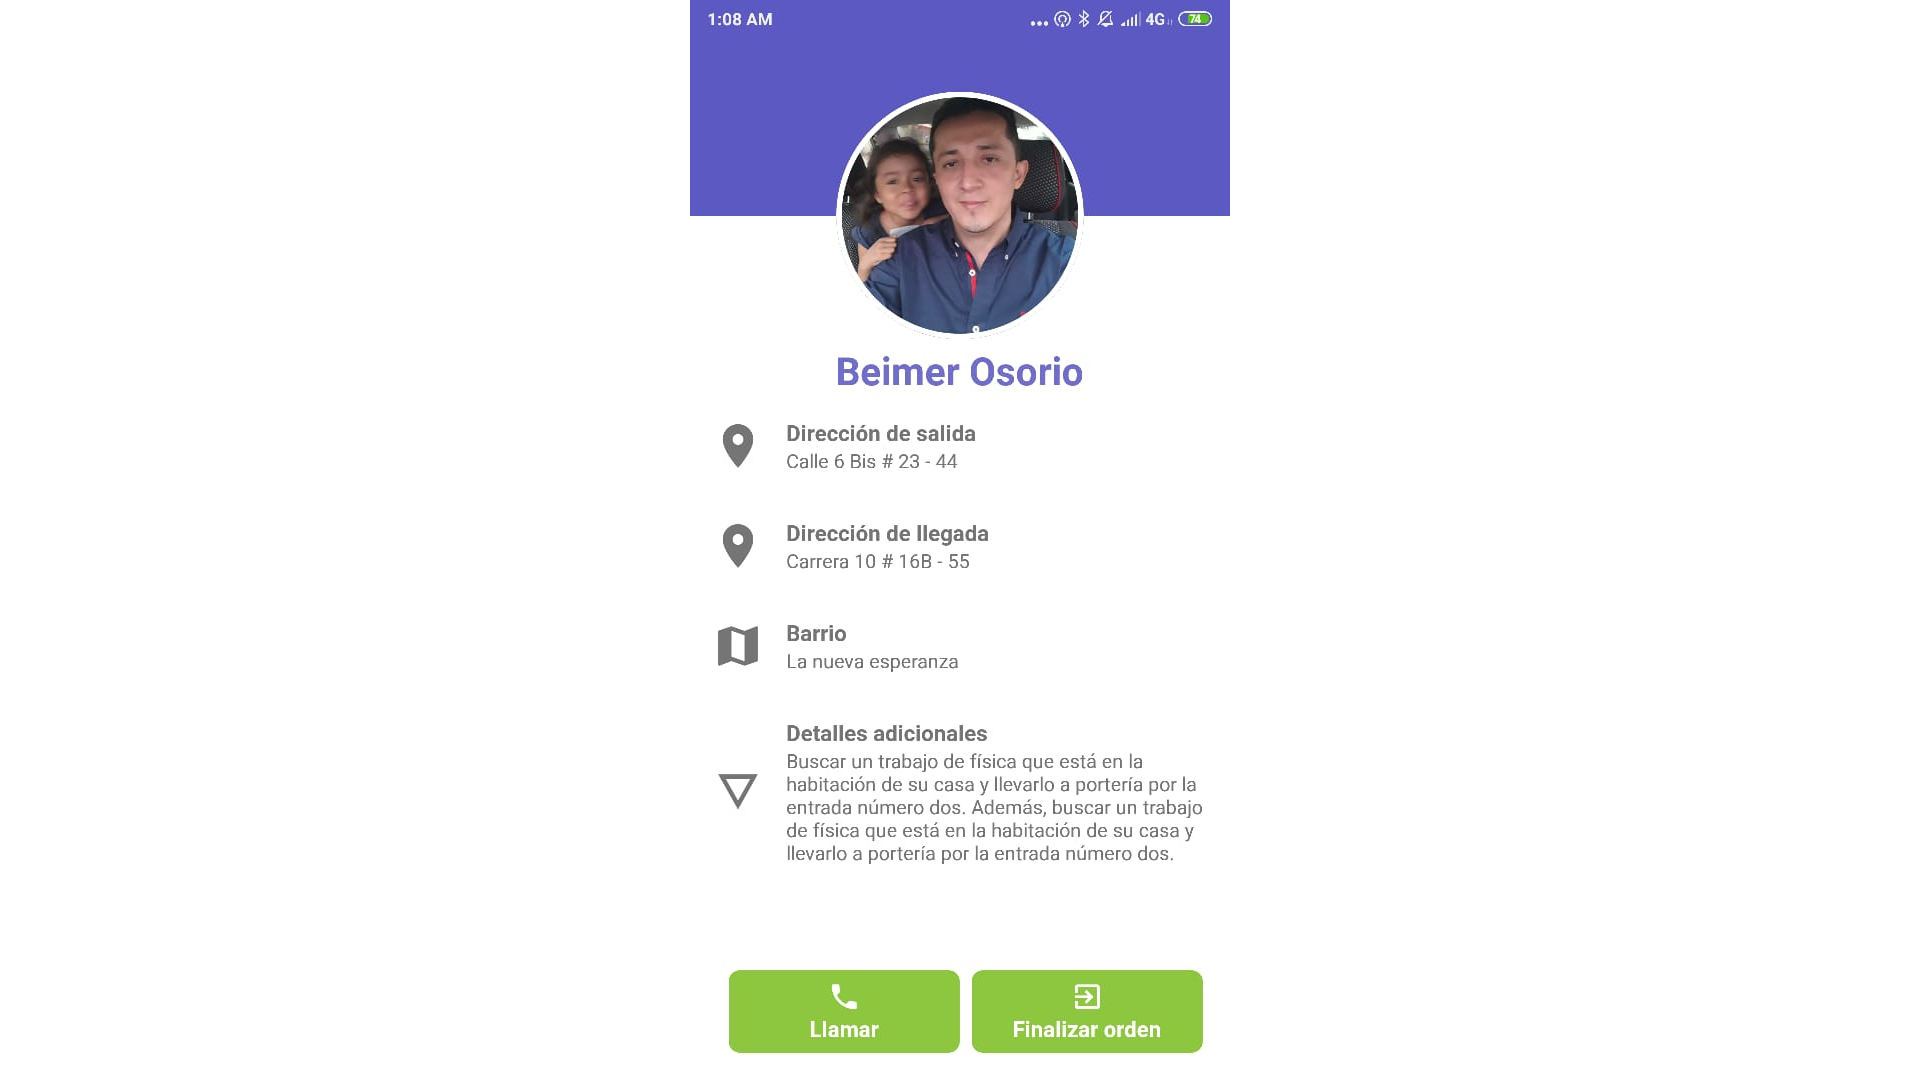 1:08 AM
4G
74
Beimer Osorio
Dirección de salida
Calle 6 Bis # 23 - 44
Dirección de llegada
Carrera 10 # 16B - 55
Barrio
La nueva esperanza
Detalles adicionales
Buscar un trabajo de física que está en la
habitación de su casa y llevarlo a portería por la
entrada número dos. Además, buscar un trabajo
de física que está en la habitación de su casa y
llevarlo a portería por la entrada número dos.
Llamar
Finalizar orden